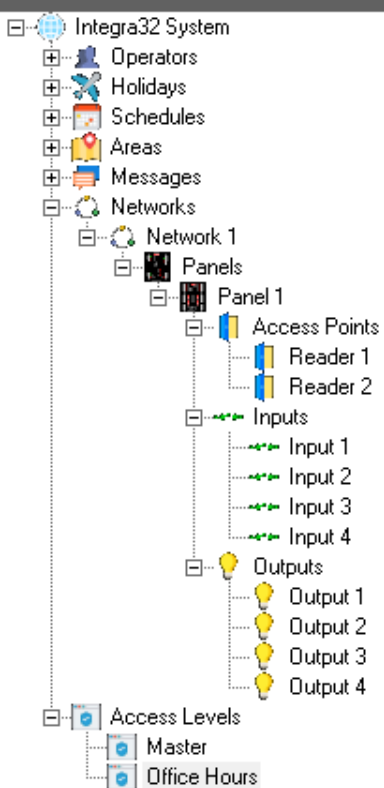 Integra32 System
Operators
Holidays
Schedules
Areas
Messages
Networks
Network 1
Panels
Panel 1
Access Points
Reader 1
Reader 2
Inputs
Input 1
Input 2
Input 3
Input 4
Outputs
Output 1
Output 2
Output 3
Output 4
Access Levels
Master
Office Hours